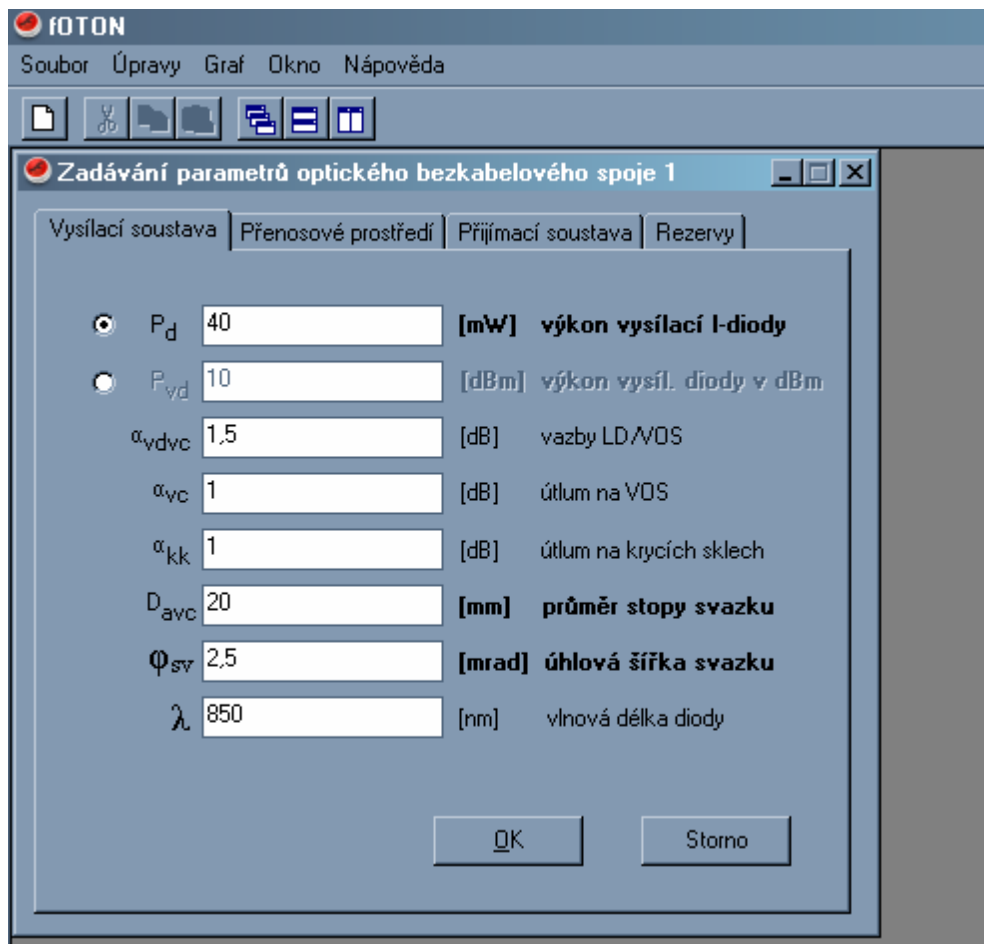 fOTON
Soubor Úpravy Graf Okno Nápověda
Zadávání parametrů optického bezkabelového spoje 1
Vysílací soustava Přenosové prostředí Přijímací soustava Rezervy
Pd 40 [mW] výkon vysílací l-diody
Pvd 10 [dBm] výkon vysíl. diody v dBm
αvdvc 1,5 [dB] vazby LD/VOS
αvc 1 [dB] útlum na VOS
αkk 1 [dB] útlum na krycích sklech
Davc 20 [mm] průměr stopy svazku
φsv 2,5 [mrad] úhlová šířka svazku
λ 850 [nm] vlnová délka diody
OK Storno